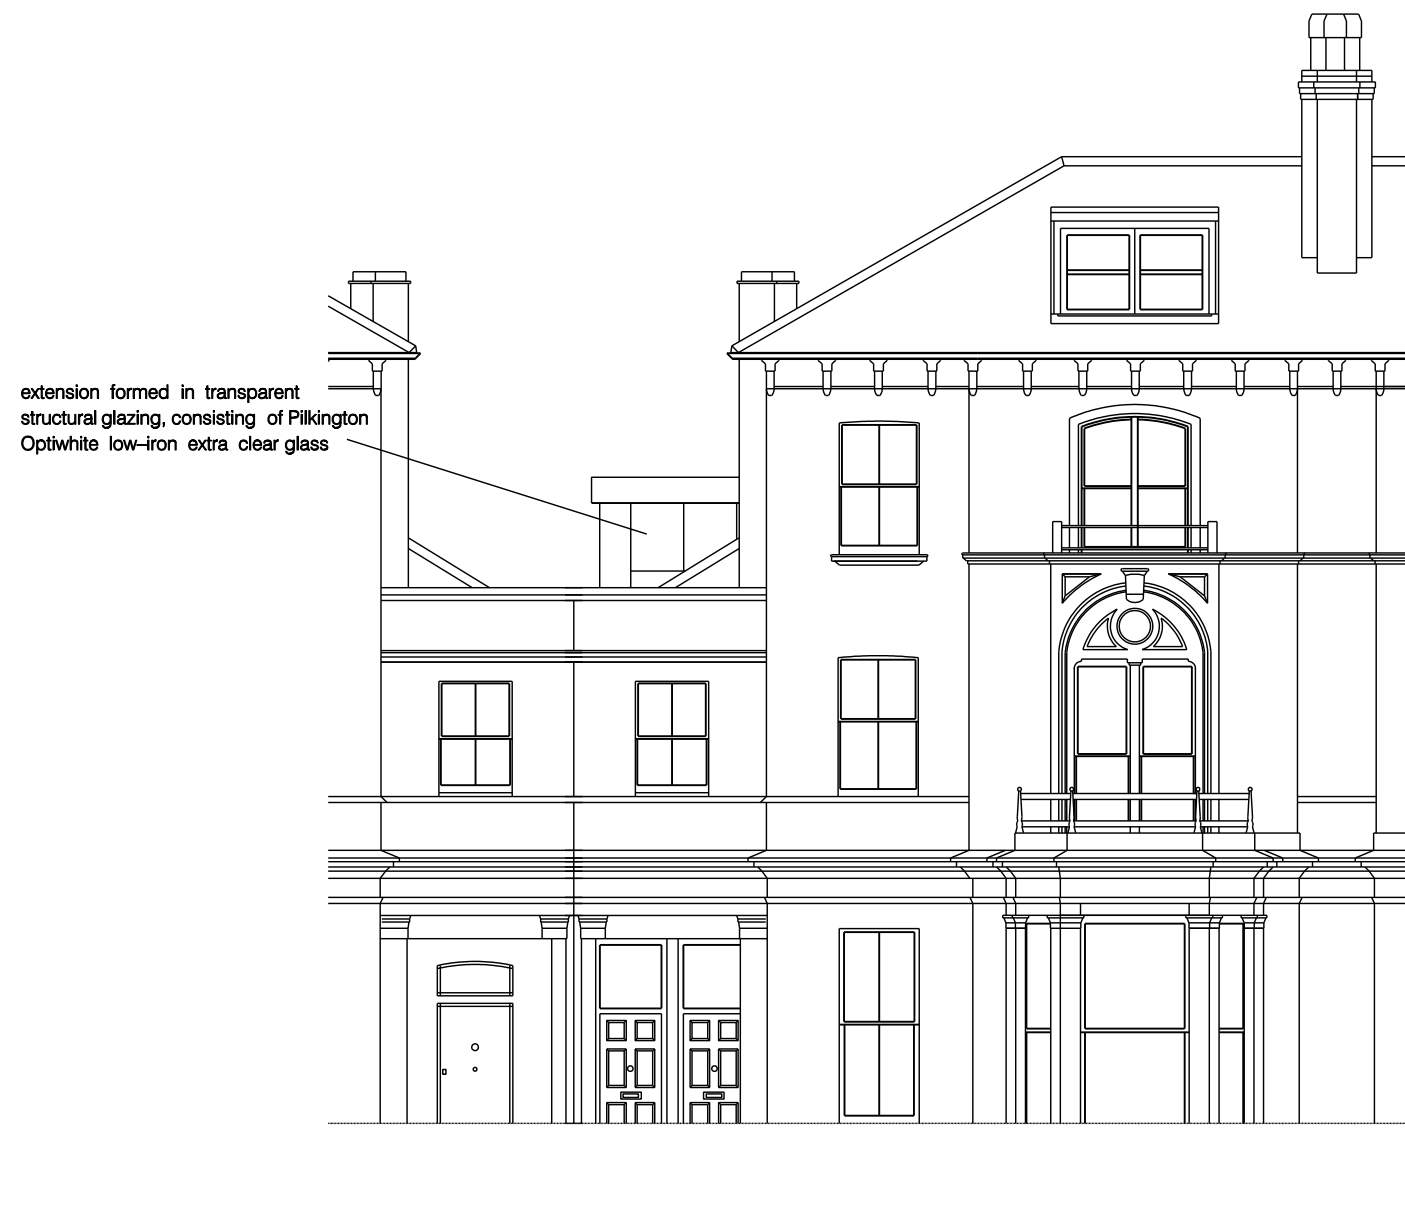 extension formed in transparent
structural glazing, consisting of Pilkington
Optiwhite low–iron extra clear glass